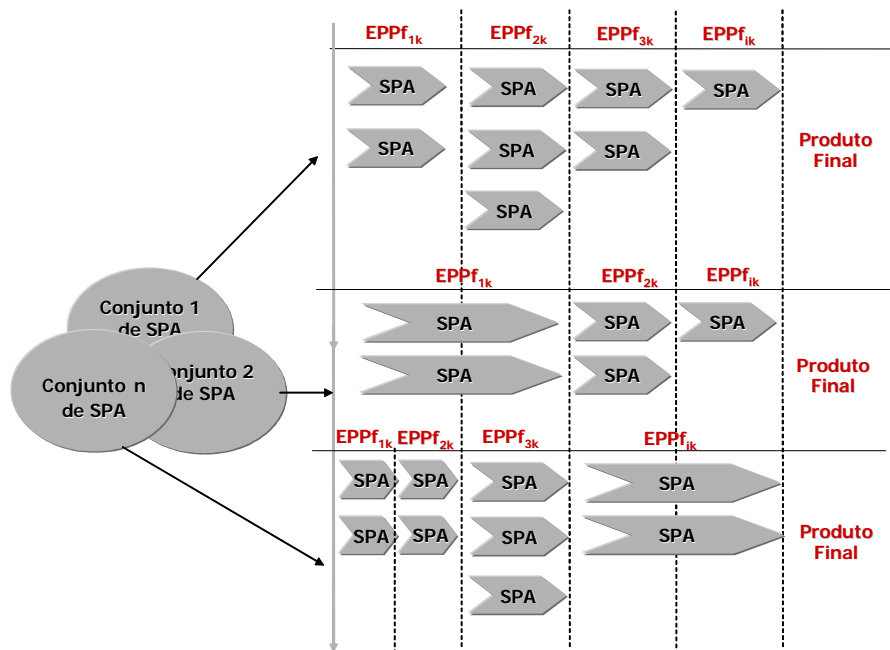 EPPf1k EPPf2k EPPf3k EPPfik
SPA SPA SPA SPA
SPA SPA SPA
SPA
Produto
Final
EPPf1k EPPf2k EPPfik
SPA SPA SPA
SPA SPA
Produto
Final
EPPf1k EPPf2k EPPf3k EPPfik
SPA SPA SPA SPA
SPA SPA SPA SPA
SPA
Produto
Final
Conjunto 1
de SPA
onjunto 2
de SPA
Conjunto n
de SPA